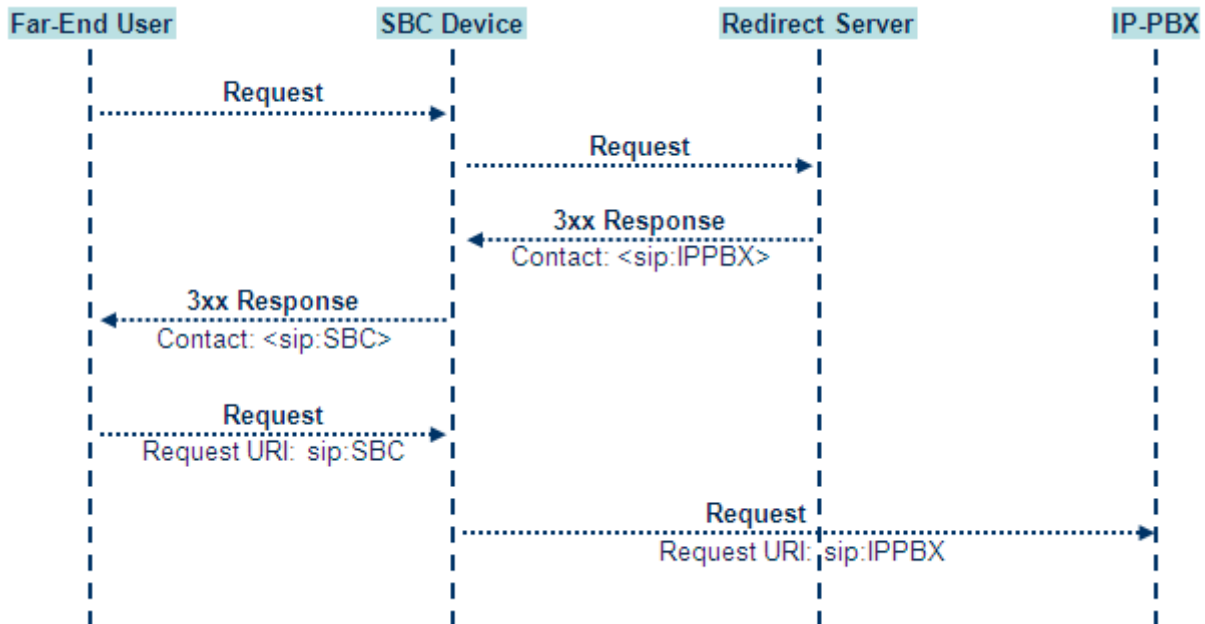 Far-End User
SBC Device
Redirect Server
IP-PBX
Request
Request
3xx Response
Contact: <sip:IPPBX>
3xx Response
Contact: <sip:SBC>
Request
Request URI: sip:SBC
Request
Request URI: sip:IPPBX